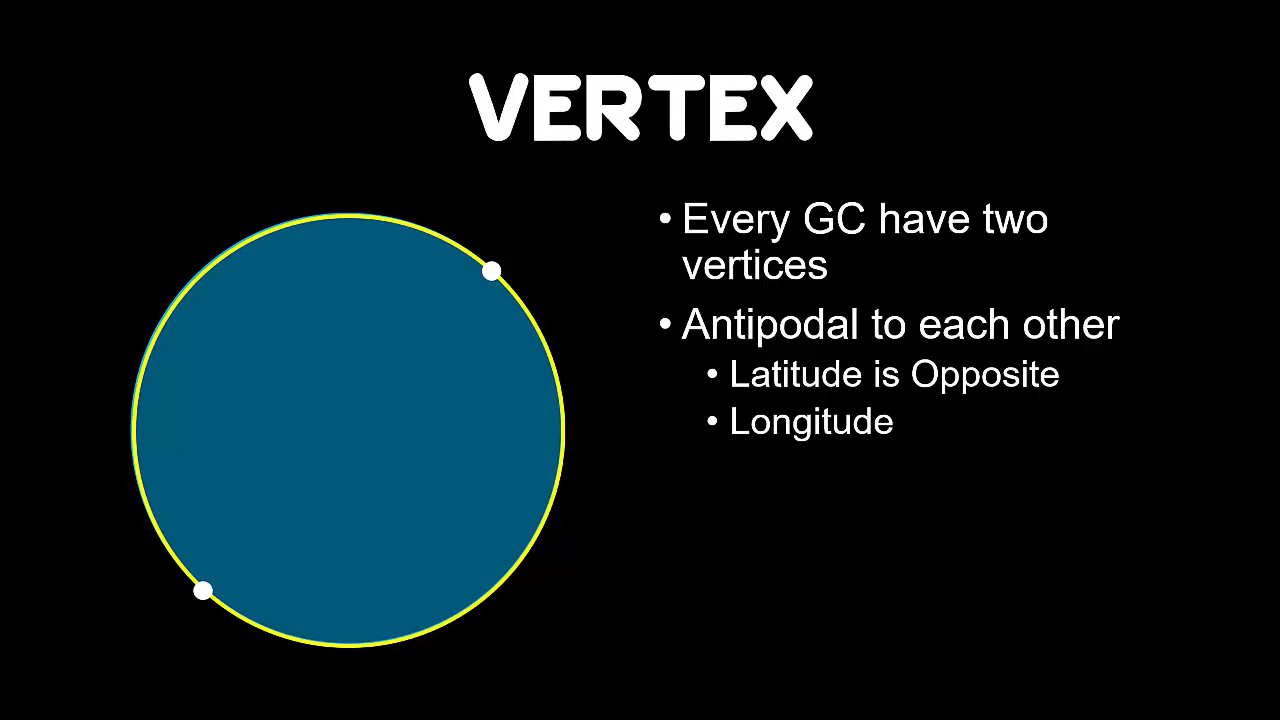 VERTEX
• Every GC have two
vertices
• Antipodal to each other
• Latitude is Opposite
• Longitude